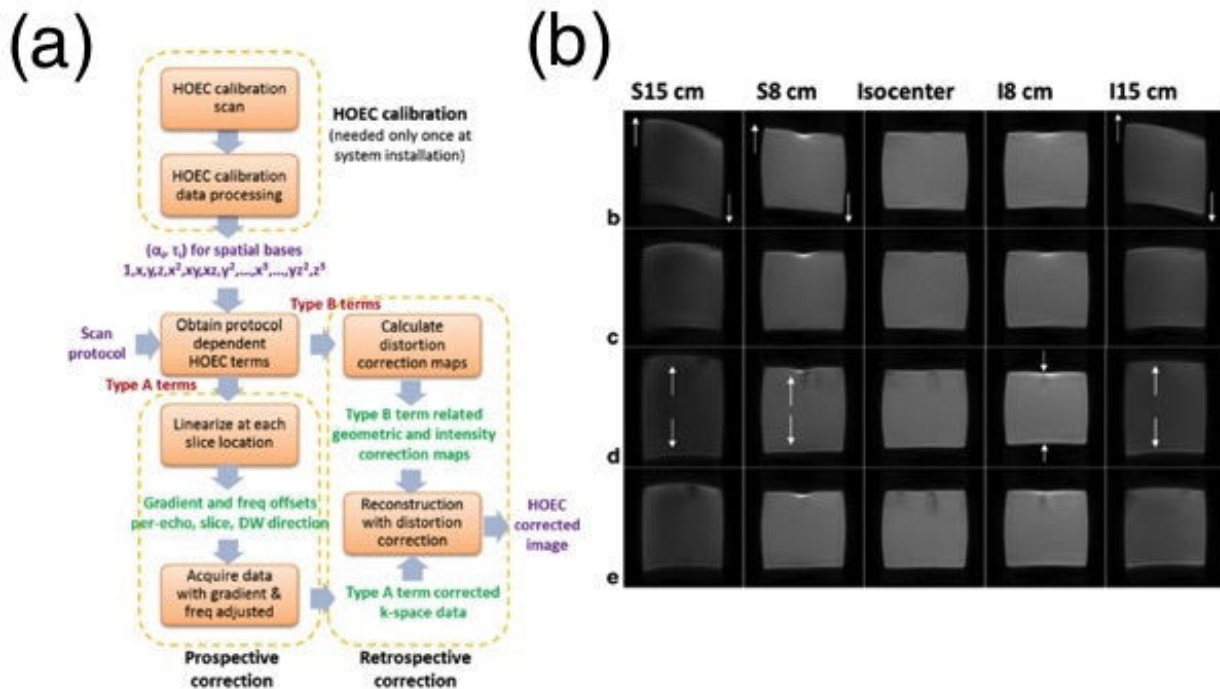 (a)
HOEC calibration
scan
HOEC calibration
data processing
HOEC calibration
(needed only once at
system installation)
(αᵢ, τᵢ) for spatial bases
1,x,y,z,x²,xy,xz,y²,...,x³,...,yz²,z³
Scan
protocol
Obtain protocol
dependent
HOEC terms
Type B terms
Type A terms
Calculate
distortion
correction maps
Linearize at each
slice location
Type B term related
geometric and intensity
correction maps
Gradient and freq offsets
per-echo, slice, DW direction
Reconstruction
with distortion
correction
HOEC
corrected
image
Acquire data
with gradient &
freq adjusted
Type A term corrected
k-space data
Prospective
correction
Retrospective
correction
(b)
S15 cm S8 cm Isocenter I8 cm I15 cm
b
c
d
e